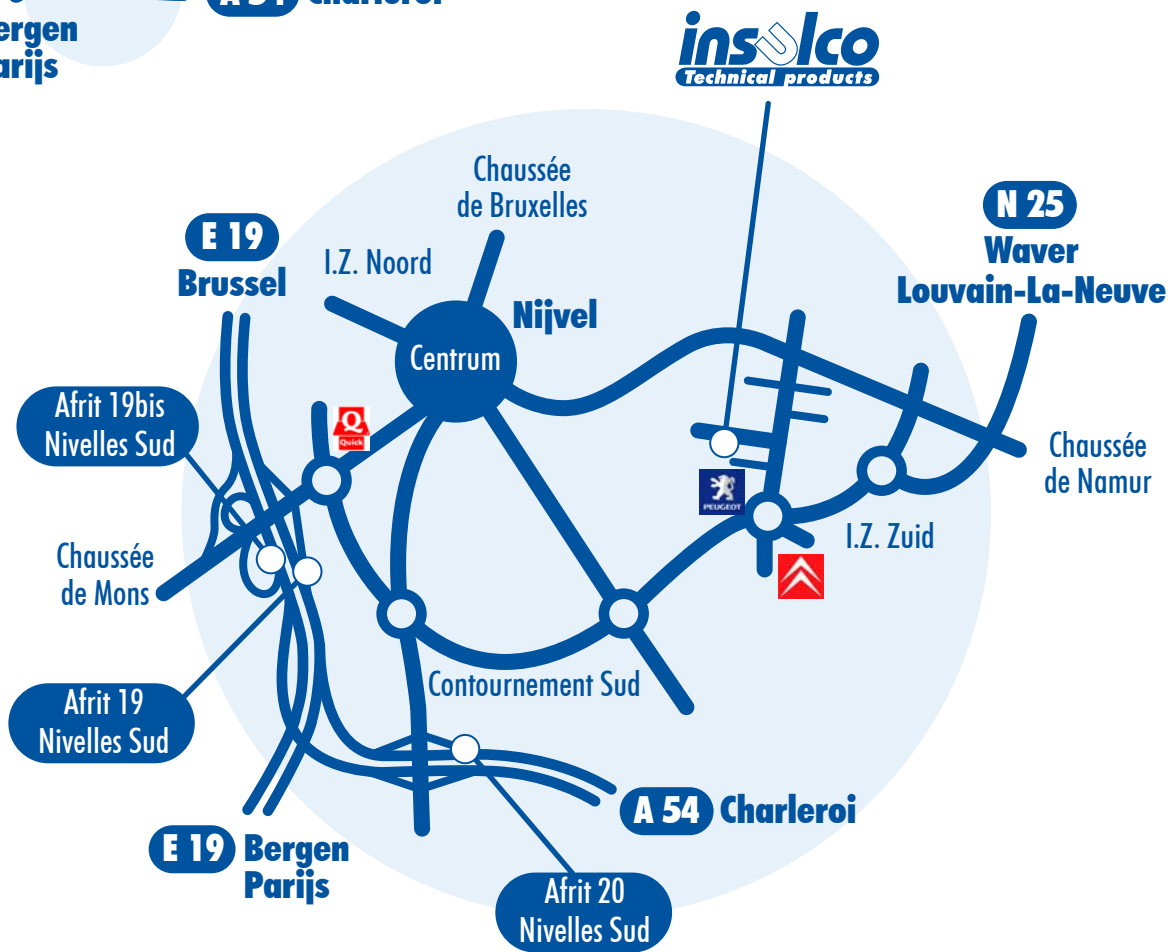 Charleroi
Parijs
insulco
Technical products
Chaussée
de Bruxelles
N 25
Waver
Louvain-La-Neuve
E 19
Brussel
I.Z. Noord
Nijvel
Centrum
Afrit 19bis
Nivelles Sud
Q
Quick
Chaussée
de Namur
PEUGEOT
I.Z. Zuid
Chaussée
de Mons
Contournement Sud
Afrit 19
Nivelles Sud
A 54 Charleroi
E 19 Bergen
Parijs
Afrit 20
Nivelles Sud